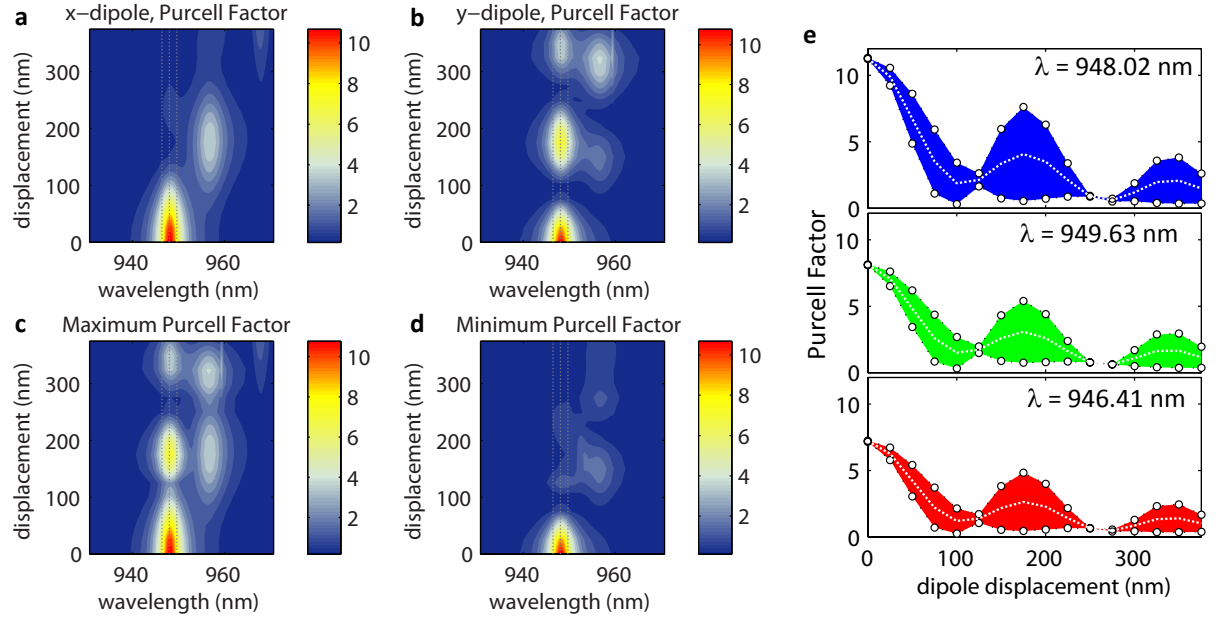 a x−dipole, Purcell Factor
displacement (nm)
300
200
100
0
940 960
wavelength (nm)
10
8
6
4
2
b y−dipole, Purcell Factor
displacement (nm)
300
200
100
0
940 960
wavelength (nm)
10
8
6
4
2
c Maximum Purcell Factor
displacement (nm)
300
200
100
0
940 960
wavelength (nm)
10
8
6
4
2
d Minimum Purcell Factor
displacement (nm)
300
200
100
0
940 960
wavelength (nm)
10
8
6
4
2
e
Purcell Factor
λ = 948.02 nm
10
5
0
λ = 949.63 nm
10
5
0
λ = 946.41 nm
10
5
0
0 100 200 300
dipole displacement (nm)